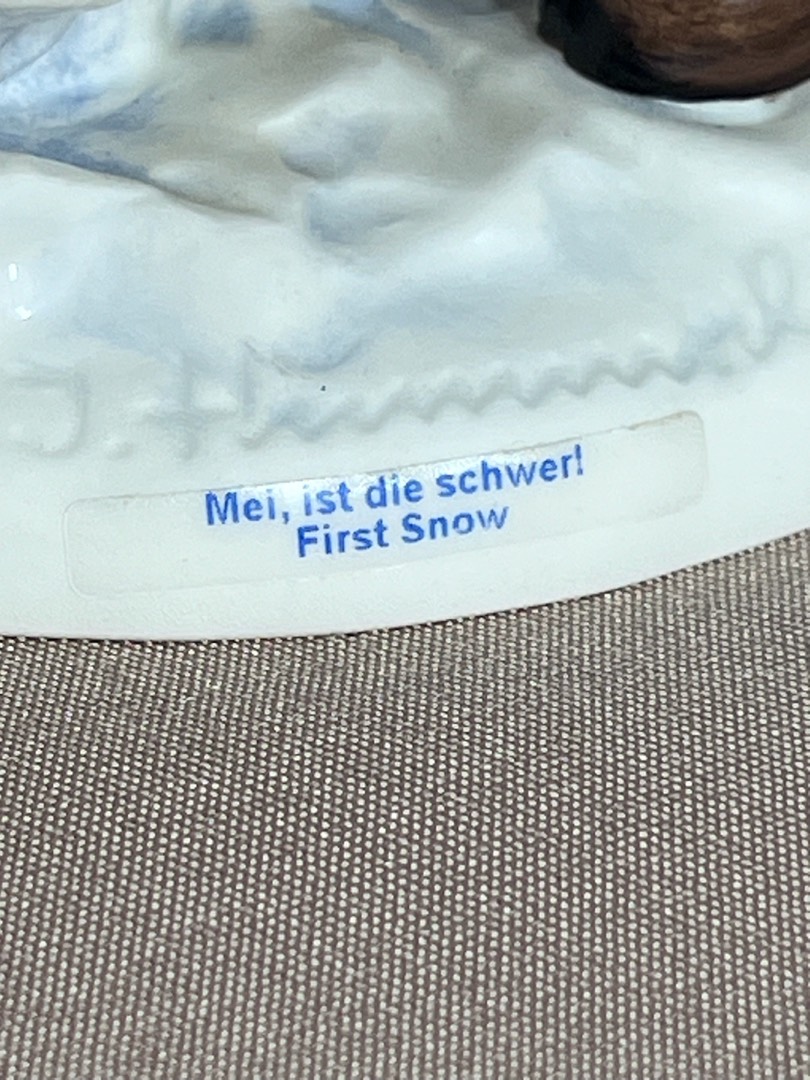 Mei, ist die schwer!
First Snow